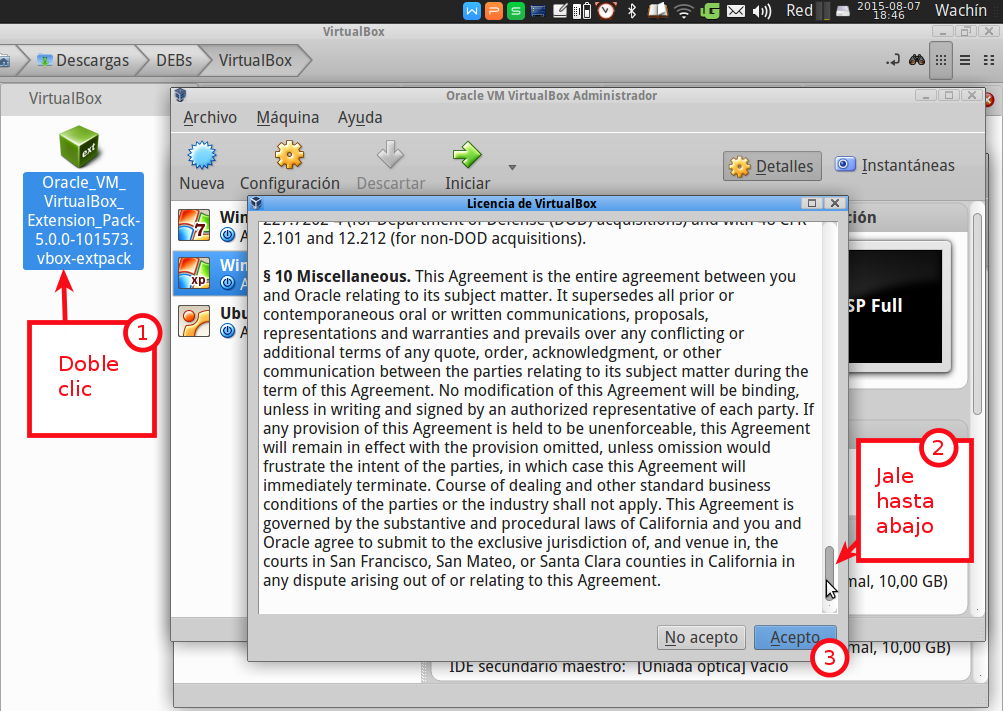 Red
2015-08-07
18:46
Wachín
VirtualBox
Descargas
DEBs
VirtualBox
VirtualBox
ext
Oracle_VM_
VirtualBox_
Extension_Pack-
5.0.0-101573.
vbox-extpack
1
Doble
clic
Oracle VM VirtualBox Administrador
Archivo
Máquina
Ayuda
Nueva
Configuración
Descartar
Iniciar
Detalles
Instantáneas
7
Win
A
xp
Win
A
Ubu
A
ión
SP Full
Licencia de VirtualBox
2.101 and 12.212 (for non-DOD acquisitions).
§ 10 Miscellaneous. This Agreement is the entire agreement between you
and Oracle relating to its subject matter. It supersedes all prior or
contemporaneous oral or written communications, proposals,
representations and warranties and prevails over any conflicting or
additional terms of any quote, order, acknowledgment, or other
communication between the parties relating to its subject matter during the
term of this Agreement. No modification of this Agreement will be binding,
unless in writing and signed by an authorized representative of each party. If
any provision of this Agreement is held to be unenforceable, this Agreement
will remain in effect with the provision omitted, unless omission would
frustrate the intent of the parties, in which case this Agreement will
immediately terminate. Course of dealing and other standard business
conditions of the parties or the industry shall not apply. This Agreement is
governed by the substantive and procedural laws of California and you and
Oracle agree to submit to the exclusive jurisdiction of, and venue in, the
courts in San Francisco, San Mateo, or Santa Clara counties in California in
any dispute arising out of or relating to this Agreement.
2
Jale
hasta
abajo
mal, 10,00 GB)
No acepto
Acepto
3
mal, 10,00 GB)
IDE secundario maestro: [Unidad óptica] Vacío